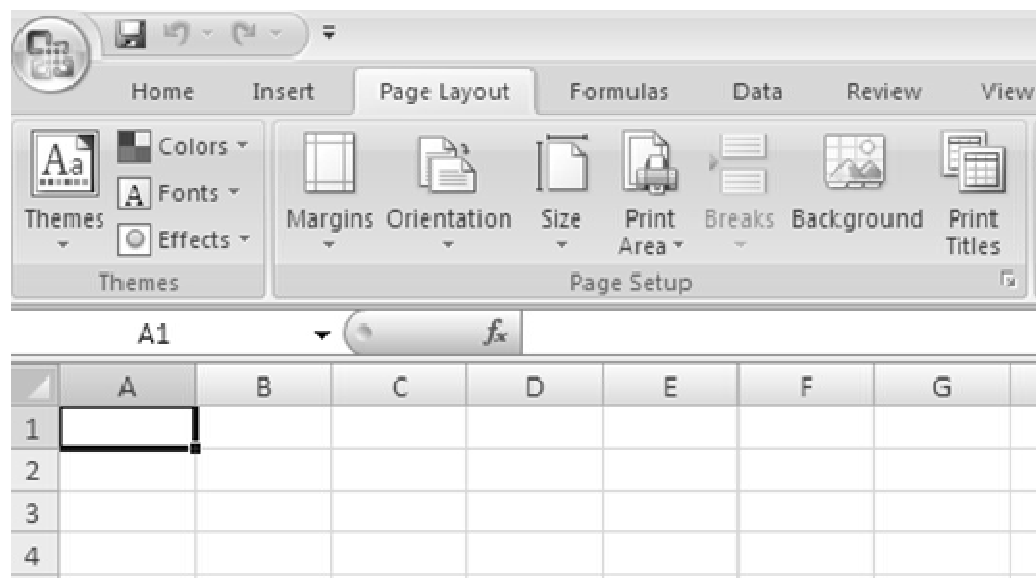 Home Insert Page Layout Formulas Data Review View
Aa Colors
A Fonts
Themes Effects Margins Orientation Size Print Area Breaks Background Print Titles
Themes Page Setup
A1 fx
A B C D E F G
1
2
3
4